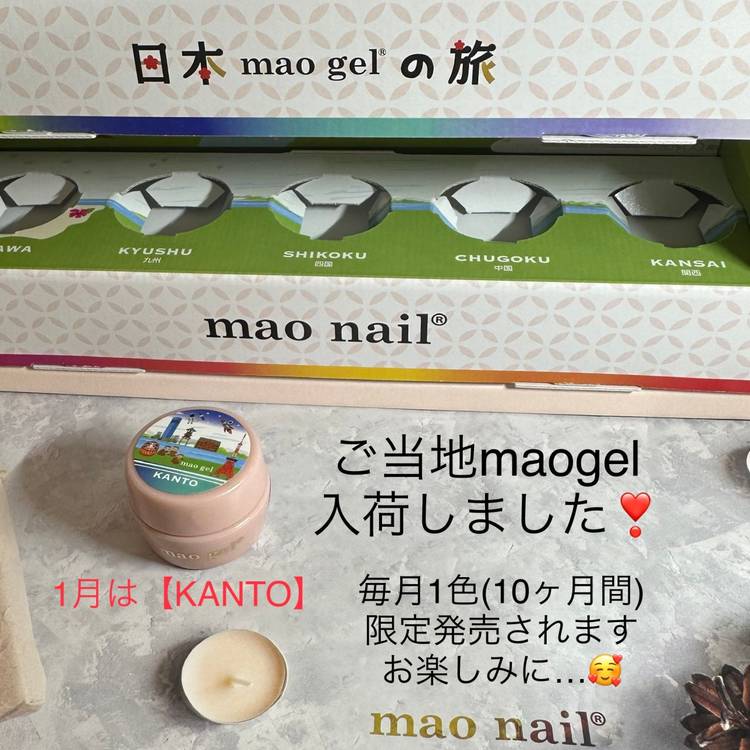 日本 mao gel® の旅
AWA
KYUSHU
九州
SHIKOKU
四国
CHUGOKU
中国
KANSAI
関西
mao nail®
mao gel
KANTO
mao gel
ご当地maogel
入荷しました❣️
1月は【KANTO】
毎月1色(10ヶ月間)
限定発売されます
お楽しみに…🥰
mao nail®